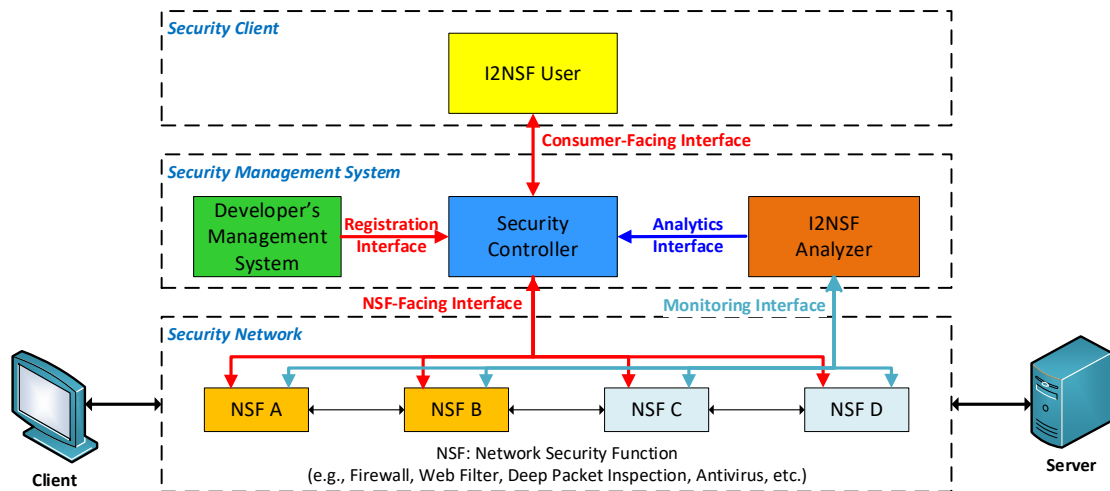 Security Client
I2NSF User
Consumer-Facing Interface
Security Management System
Developer's
Management
System
Registration
Interface
Security
Controller
Analytics
Interface
I2NSF
Analyzer
NSF-Facing Interface
Monitoring Interface
Security Network
NSF A
NSF B
NSF C
NSF D
NSF: Network Security Function
(e.g., Firewall, Web Filter, Deep Packet Inspection, Antivirus, etc.)
Client
Server